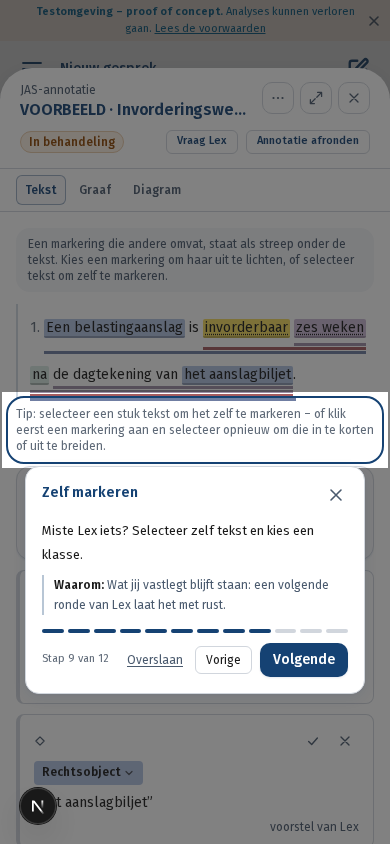 Testomgeving – proof of concept. Analyses kunnen verloren
gaan. Lees de voorwaarden
Nieuw gesprek
JAS-annotatie
VOORBEELD · Invorderingswe...
In behandeling
Vraag Lex
Annotatie afronden
Tekst
Graaf
Diagram
Een markering die andere omvat, staat als streep onder de
tekst. Kies een markering om haar uit te lichten, of selecteer
tekst om zelf te markeren.
1. Een belastingaanslag is invorderbaar zes weken
na de dagtekening van het aanslagbiljet.
Tip: selecteer een stuk tekst om het zelf te markeren – of klik
eerst een markering aan en selecteer opnieuw om die in te korten
of uit te breiden.
Zelf markeren
Miste Lex iets? Selecteer zelf tekst en kies een
klasse.
Waarom: Wat jij vastlegt blijft staan: een volgende
ronde van Lex laat het met rust.
Stap 9 van 12
Overslaan
Vorige
Volgende
Rechtsobject
t aanslagbiljet”
voorstel van Lex
N